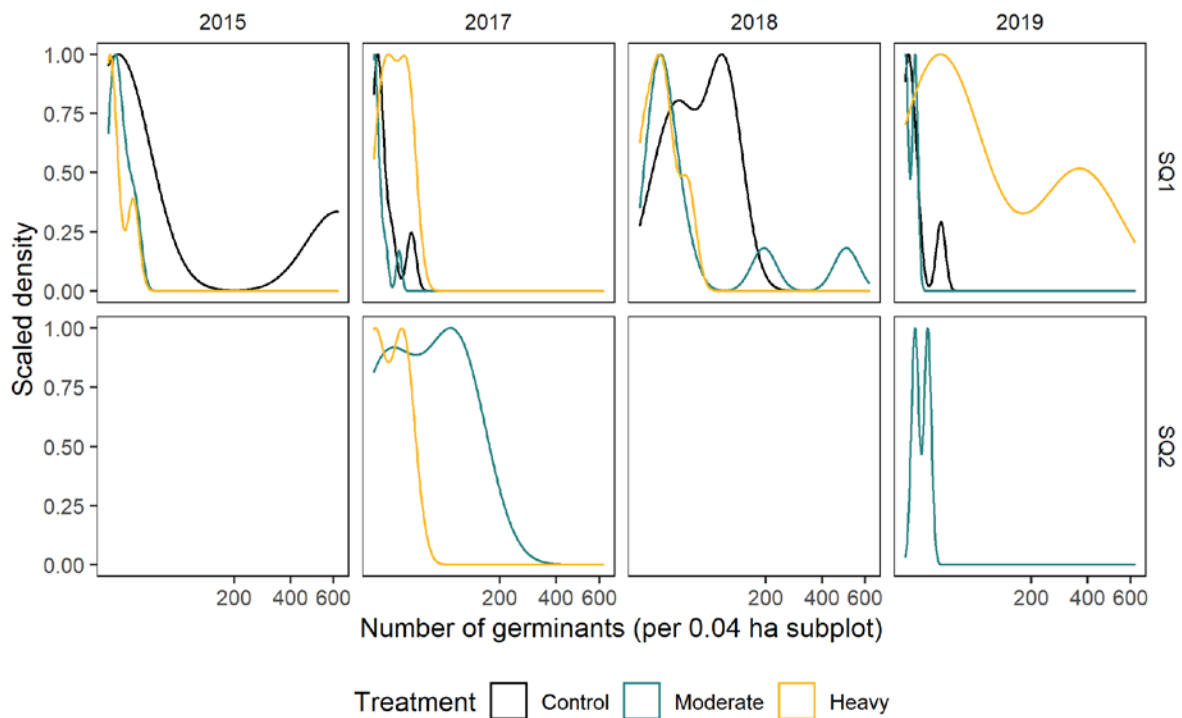 2015 2017 2018 2019
1.00
0.75
0.50
0.25
0.00
SQ1
1.00
0.75
0.50
0.25
0.00
SQ2
Scaled density
200 400 600 200 400 600 200 400 600 200 400 600
Number of germinants (per 0.04 ha subplot)
Treatment Control Moderate Heavy